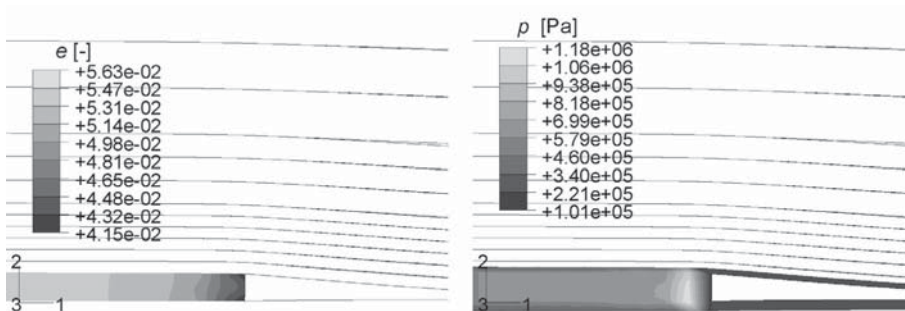 e [-]
+5.63e-02
+5.47e-02
+5.31e-02
+5.14e-02
+4.98e-02
+4.81e-02
+4.65e-02
+4.48e-02
+4.32e-02
+4.15e-02
2
3 1
p [Pa]
+1.18e+06
+1.06e+06
+9.38e+05
+8.18e+05
+6.99e+05
+5.79e+05
+4.60e+05
+3.40e+05
+2.21e+05
+1.01e+05
2
3 1